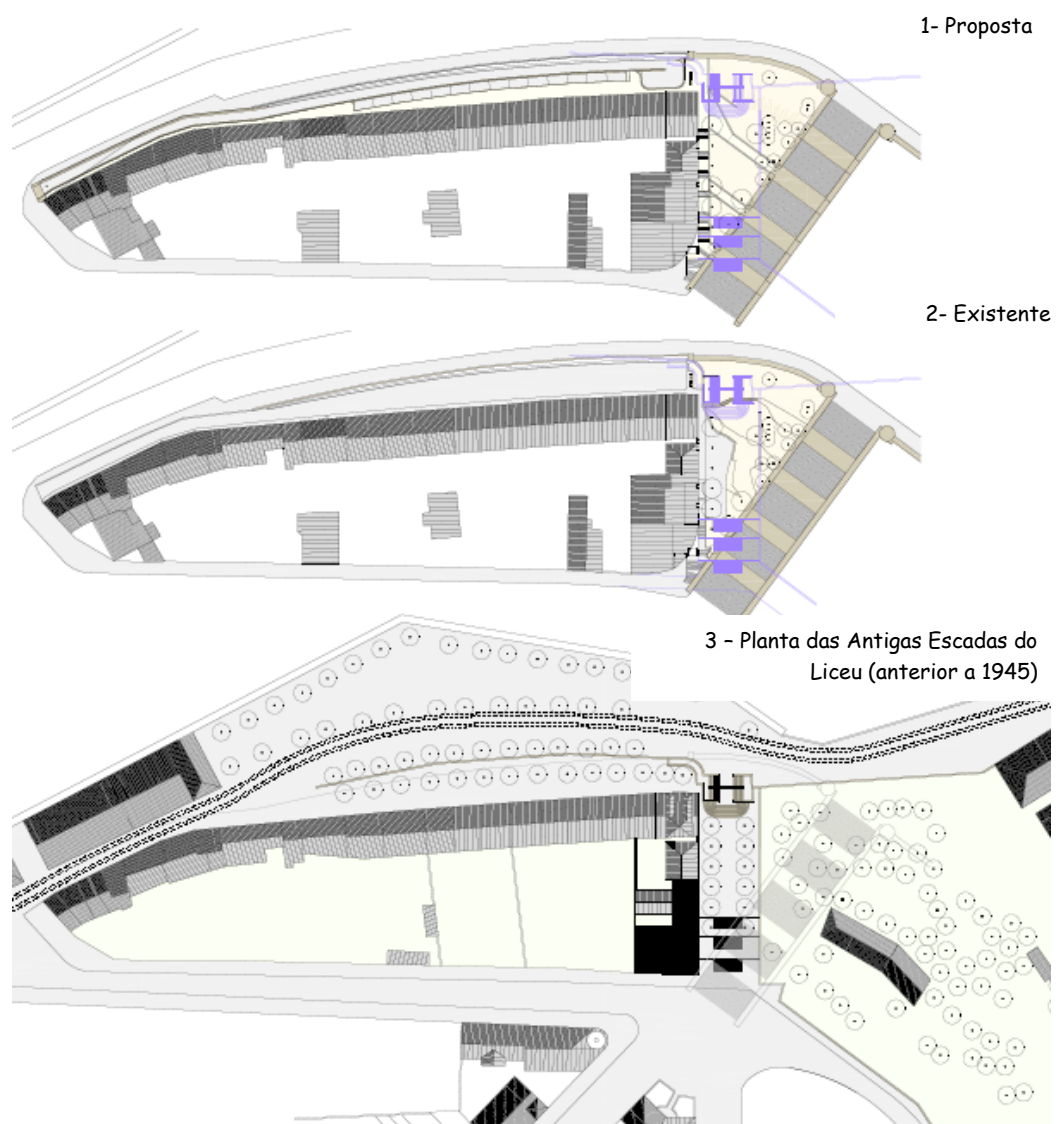 1- Proposta
2- Existente
3 – Planta das Antigas Escadas do
Liceu (anterior a 1945)